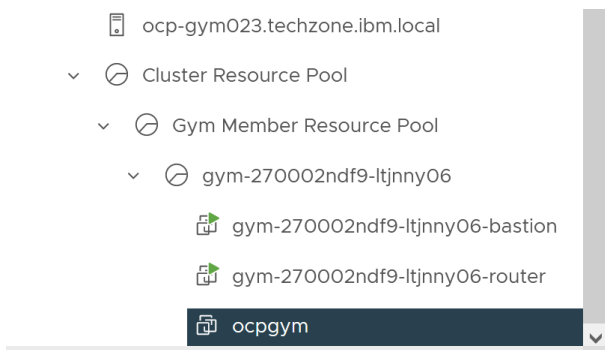 ocp-gym023.techzone.ibm.local
Cluster Resource Pool
Gym Member Resource Pool
gym-270002ndf9-ltjnny06
gym-270002ndf9-ltjnny06-bastion
gym-270002ndf9-ltjnny06-router
ocpgym